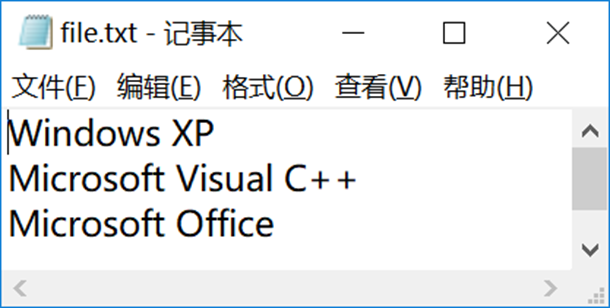 file.txt - 记事本
文件(F) 编辑(E) 格式(O) 查看(V) 帮助(H)
Windows XP
Microsoft Visual C++
Microsoft Office